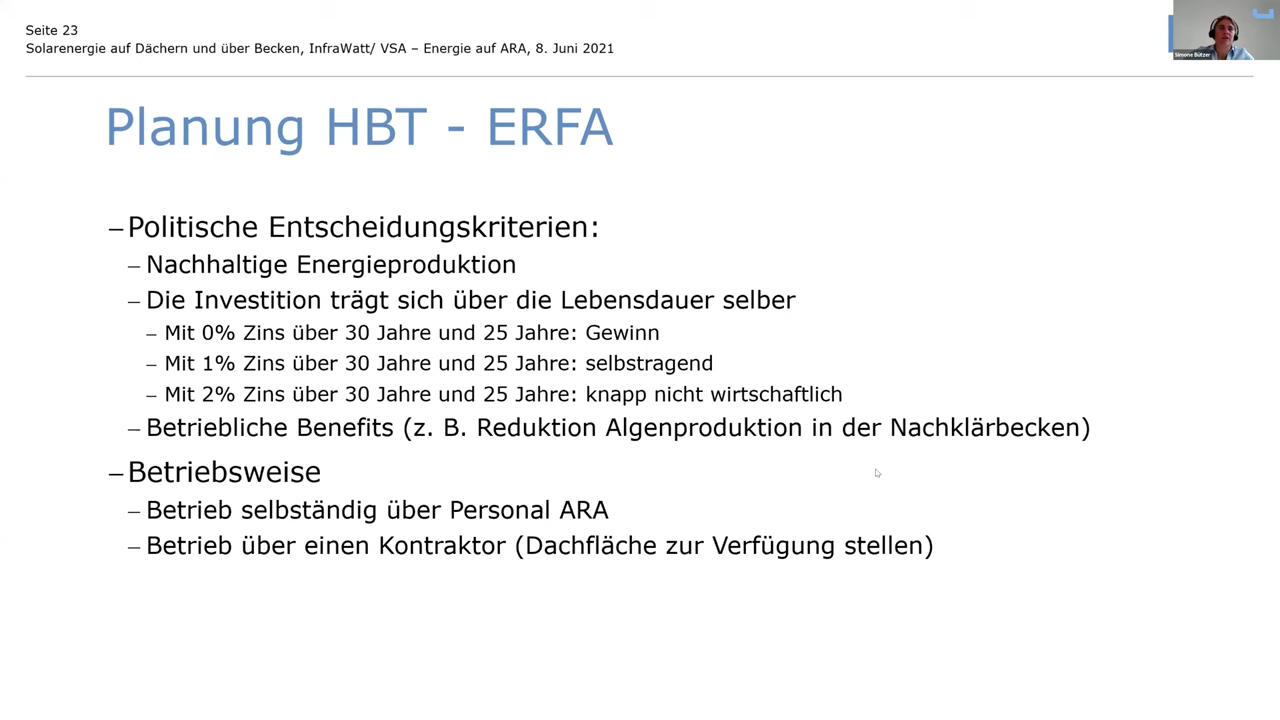 Seite 23
Solarenergie auf Dächern und über Becken, InfraWatt/ VSA – Energie auf ARA, 8. Juni 2021
Simone Bützer
Planung HBT - ERFA
– Politische Entscheidungskriterien:
– Nachhaltige Energieproduktion
– Die Investition trägt sich über die Lebensdauer selber
– Mit 0% Zins über 30 Jahre und 25 Jahre: Gewinn
– Mit 1% Zins über 30 Jahre und 25 Jahre: selbstragend
– Mit 2% Zins über 30 Jahre und 25 Jahre: knapp nicht wirtschaftlich
– Betriebliche Benefits (z. B. Reduktion Algenproduktion in der Nachklärbecken)
– Betriebsweise
– Betrieb selbständig über Personal ARA
– Betrieb über einen Kontraktor (Dachfläche zur Verfügung stellen)